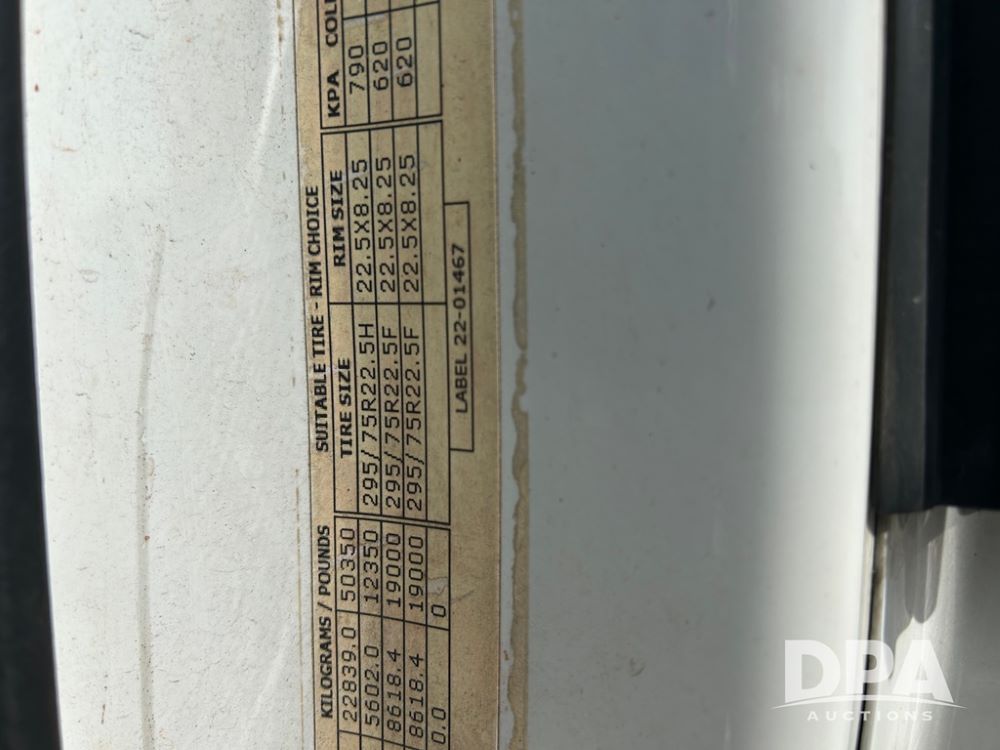 KILOGRAMS / POUNDS SUITABLE TIRE - RIM CHOICE
22839.0 50350 TIRE SIZE RIM SIZE KPA COL
5602.0 12350 295/75R22.5H 22.5X8.25 790
8618.4 19000 295/75R22.5F 22.5X8.25 620
8618.4 19000 295/75R22.5F 22.5X8.25 620
0.0 0
LABEL 22-01467
DPA
AUCTIONS